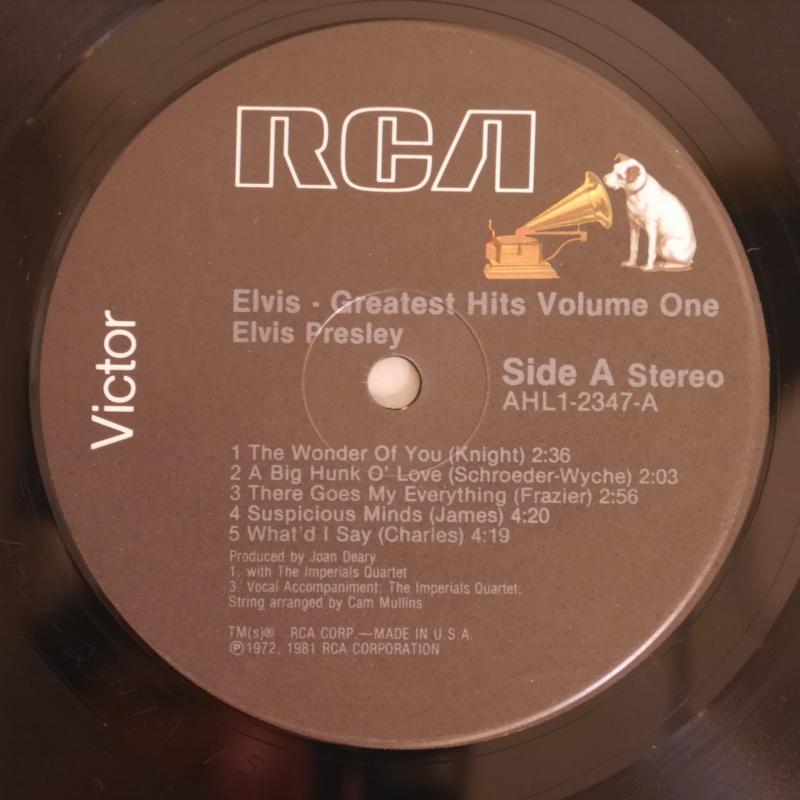 RCA
Victor
Elvis - Greatest Hits Volume One
Elvis Presley
Side A Stereo
AHL1-2347-A
1 The Wonder Of You (Knight) 2:36
2 A Big Hunk O' Love (Schroeder-Wyche) 2:03
3 There Goes My Everything (Frazier) 2:56
4 Suspicious Minds (James) 4:20
5 What'd I Say (Charles) 4:19
Produced by Joan Deary
1. with The Imperials Quartet
3. Vocal Accompaniment: The Imperials Quartet;
String arranged by Cam Mullins
TM(s)® RCA CORP.—MADE IN U.S.A.
℗1972, 1981 RCA CORPORATION